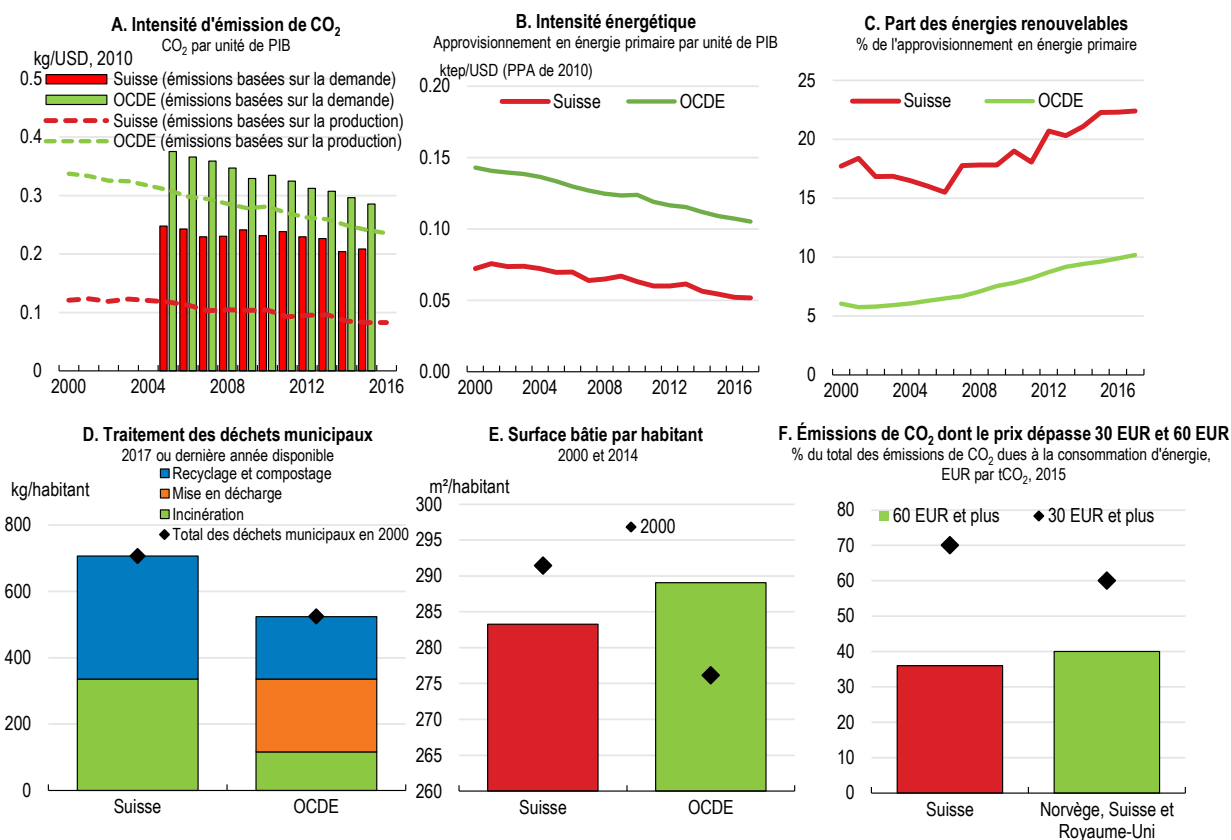 A. Intensité d'émission de CO₂
CO₂ par unité de PIB
kg/USD, 2010
0.5
0.4
0.3
0.2
0.1
0
Suisse (émissions basées sur la demande)
OCDE (émissions basées sur la demande)
Suisse (émissions basées sur la production)
OCDE (émissions basées sur la production)
2000 2004 2008 2012 2016
B. Intensité énergétique
Approvisionnement en énergie primaire par unité de PIB
ktep/USD (PPA de 2010)
0.20
0.15
0.10
0.05
0.00
Suisse OCDE
2000 2004 2008 2012 2016
C. Part des énergies renouvelables
% de l'approvisionnement en énergie primaire
25
20
15
10
5
0
Suisse OCDE
2000 2004 2008 2012 2016
D. Traitement des déchets municipaux
2017 ou dernière année disponible
kg/habitant
Recyclage et compostage
Mise en décharge
Incinération
Total des déchets municipaux en 2000
800
600
400
200
0
Suisse OCDE
E. Surface bâtie par habitant
2000 et 2014
m²/habitant
300
295
290
285
280
275
270
265
260
2000
Suisse OCDE
F. Émissions de CO₂ dont le prix dépasse 30 EUR et 60 EUR
% du total des émissions de CO₂ dues à la consommation d'énergie,
EUR par tCO₂, 2015
80
70
60
50
40
30
20
10
0
60 EUR et plus 30 EUR et plus
Suisse Norvège, Suisse et
Royaume-Uni